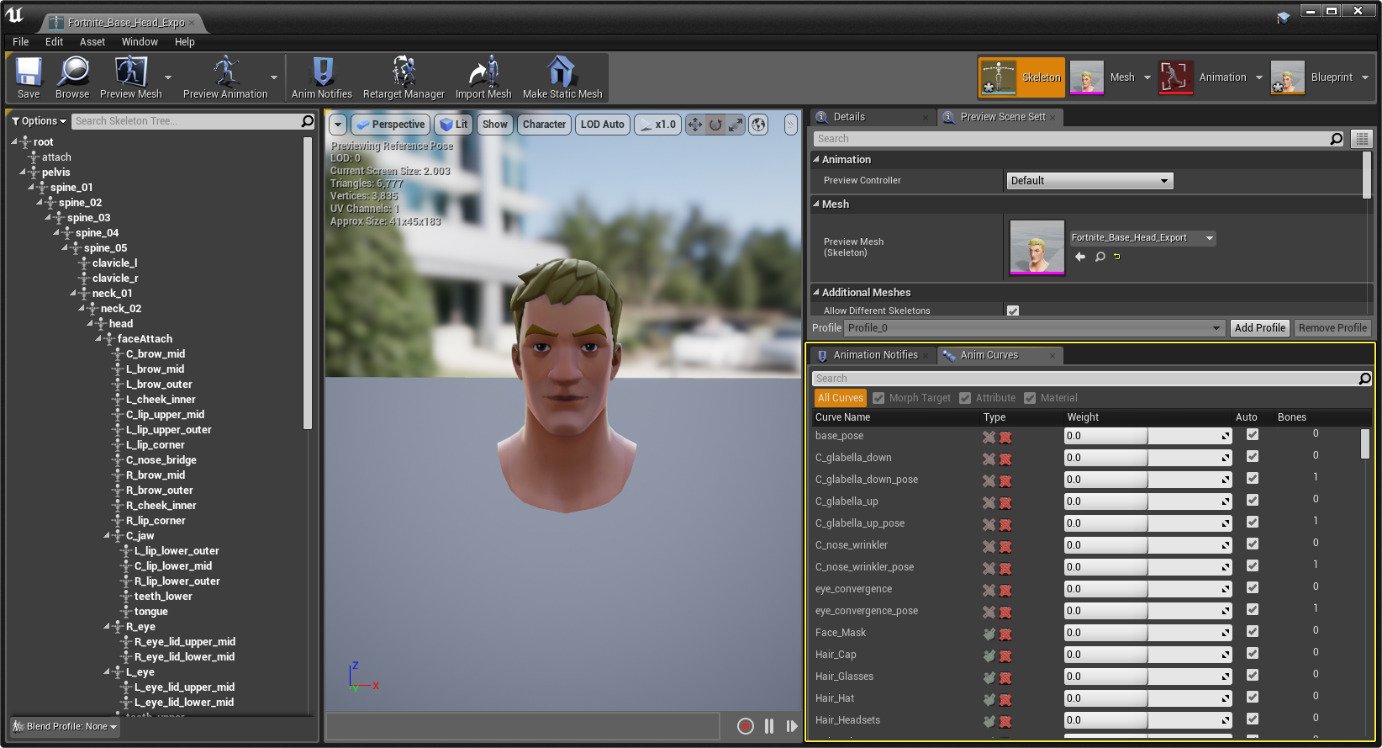 Fortnite_Base_Head_Expo
File Edit Asset Window Help
Save Browse Preview Mesh Preview Animation Anim Notifies Retarget Manager Import Mesh Make Static Mesh
Skeleton Mesh Animation Blueprint
Options Search Skeleton Tree...
root
attach
pelvis
spine_01
spine_02
spine_03
spine_04
spine_05
clavicle_l
clavicle_r
neck_01
neck_02
head
faceAttach
C_brow_mid
L_brow_mid
L_brow_outer
L_cheek_inner
C_lip_upper_mid
L_lip_upper_outer
L_lip_corner
C_nose_bridge
R_brow_mid
R_brow_outer
R_cheek_inner
R_lip_corner
C_jaw
L_lip_lower_outer
C_lip_lower_mid
R_lip_lower_outer
teeth_lower
tongue
R_eye
R_eye_lid_upper_mid
R_eye_lid_lower_mid
L_eye
L_eye_lid_upper_mid
L_eye_lid_lower_mid
Blend Profile: None
Perspective Lit Show Character LOD Auto x1.0
Previewing Reference Pose
LOD: 0
Current Screen Size: 2.003
Triangles: 6,777
Vertices: 3,835
UV Channels: 1
Approx Size: 41x45x183
Z
Y X
Details Preview Scene Sett
Search
Animation
Preview Controller Default
Mesh
Preview Mesh
(Skeleton)
Fortnite_Base_Head_Export
Additional Meshes
Allow Different Skeletons
Profile Profile_0 Add Profile Remove Profile
Animation Notifies Anim Curves
Search
All Curves Morph Target Attribute Material
Curve Name Type Weight Auto Bones
base_pose 0.0 0
C_glabella_down 0.0 0
C_glabella_down_pose 0.0 1
C_glabella_up 0.0 0
C_glabella_up_pose 0.0 1
C_nose_wrinkler 0.0 0
C_nose_wrinkler_pose 0.0 1
eye_convergence 0.0 0
eye_convergence_pose 0.0 1
Face_Mask 0.0 0
Hair_Cap 0.0 0
Hair_Glasses 0.0 0
Hair_Hat 0.0 0
Hair_Headsets 0.0 0